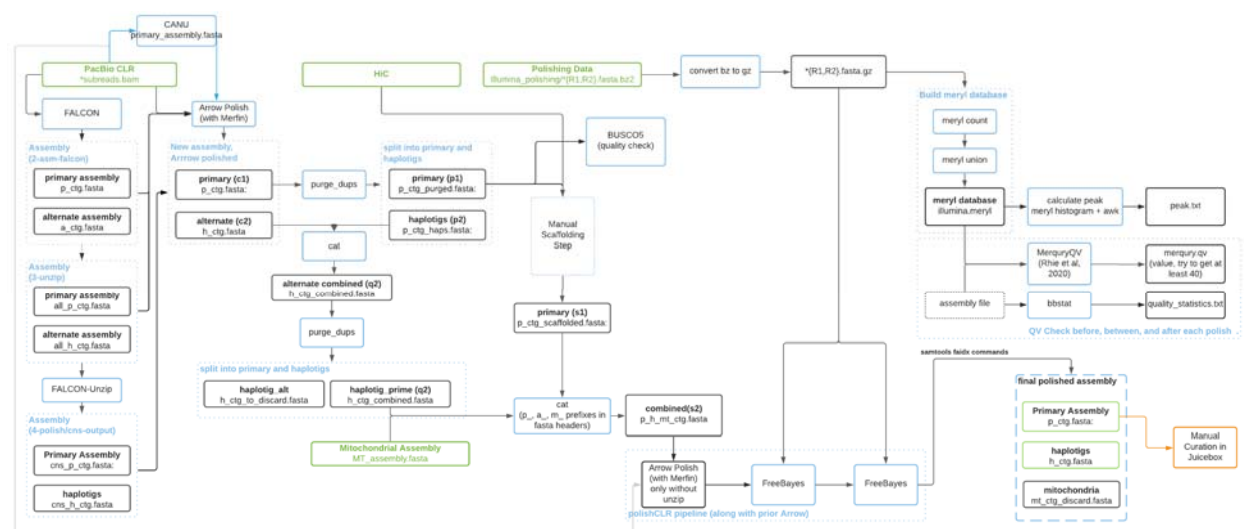 CANU
primary_assembly.fasta
PacBio CLR
*subreads.bam
HiC
Polishing Data
illumina_polishing/*{R1,R2}.fasta.bz2
convert bz to gz
*{R1,R2}.fasta.gz
FALCON
Arrow Polish
(with Merfin)
Build meryl database
meryl count
meryl union
meryl database
illumina.meryl
calculate peak
meryl histogram + awk
peak.txt
BUSCO5
(quality check)
Assembly
(2-asm-falcon)
primary assembly
p_ctg.fasta
alternate assembly
a_ctg.fasta
New assembly,
Arrrow polished
primary (c1)
p_ctg.fasta:
alternate (c2)
h_ctg.fasta
purge_dups
split into primary and
haplotigs
primary (p1)
p_ctg_purged.fasta:
haplotigs (p2)
p_ctg_haps.fasta:
cat
Manual
Scaffolding
Step
MerquryQV
(Rhie et al,
2020)
merqury.qv
(value, try to get at
least 40)
assembly file
bbstat
quality_statistics.txt
QV Check before, between, and after each polish .
Assembly
(3-unzip)
primary assembly
all_p_ctg.fasta
alternate assembly
all_h_ctg.fasta
alternate combined (q2)
h_ctg_combined.fasta
purge_dups
primary (s1)
p_ctg_scaffolded.fasta:
FALCON-Unzip
split into primary and haplotigs
haplotig_alt
h_ctg_to_discard.fasta
haplotig_prime (q2)
h_ctg_combined.fasta
Mitochondrial Assembly
MT_assembly.fasta
cat
(p_, a_, m_ prefixes in
fasta headers)
combined(s2)
p_h_mt_ctg.fasta
Assembly
(4-polish/cns-output)
Primary Assembly
cns_p_ctg.fasta:
haplotigs
cns_h_ctg.fasta
Arrow Polish
(with Merfin)
only without
unzip
FreeBayes
FreeBayes
polishCLR pipeline (along with prior Arrow)
samtools faidx commands
final polished assembly
Primary Assembly
p_ctg.fasta:
haplotigs
h_ctg.fasta
mitochondria
mt_ctg_discard.fasta
Manual
Curation in
Juicebox